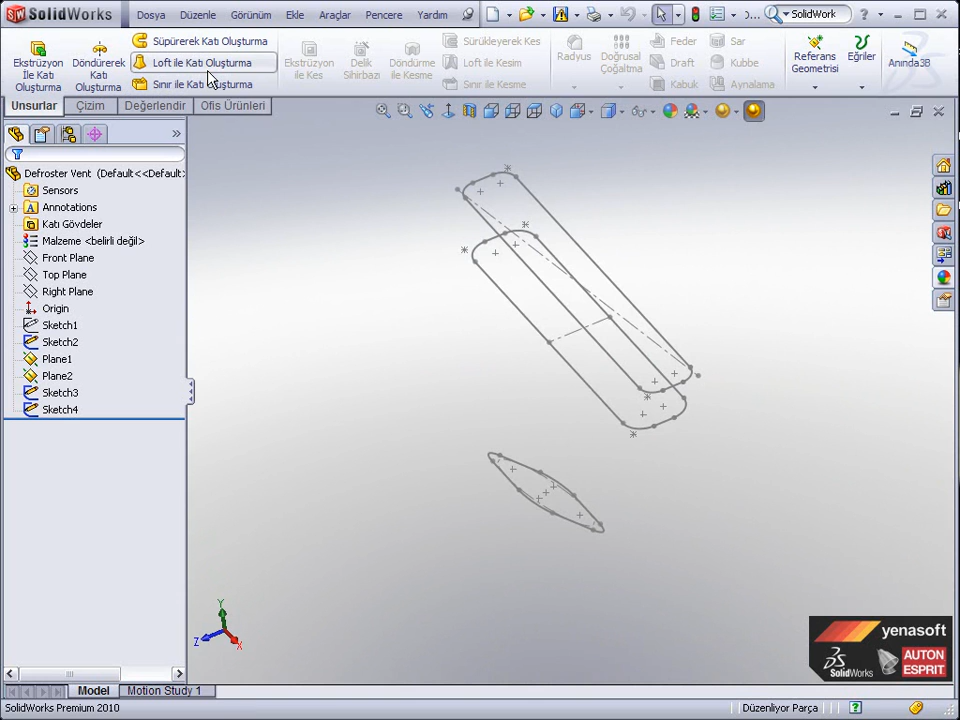 SolidWorks
Dosya
Düzenle
Görünüm
Ekle
Araçlar
Pencere
Yardım
SolidWork
Ekstrüzyon
İle Katı
Oluşturma
Döndürerek
Katı
Oluşturma
Süpürerek Katı Oluşturma
Loft ile Katı Oluşturma
Sınır ile Katı Oluşturma
Ekstrüzyon
ile Kes
Delik
Sihirbazı
Döndürme
ile Kesme
Sürükleyerek Kes
Loft ile Kesim
Sınır ile Kesme
Radyus
Doğrusal
Çoğaltma
Feder
Draft
Kabuk
Sar
Kubbe
Aynalama
Referans
Geometrisi
Eğriler
Anında3B
Unsurlar
Çizim
Değerlendir
Ofis Ürünleri
Defroster Vent (Default<<Default
Sensors
Annotations
Katı Gövdeler
Malzeme <belirli değil>
Front Plane
Top Plane
Right Plane
Origin
Sketch1
Sketch2
Plane1
Plane2
Sketch3
Sketch4
Y
Z
X
yenasoft
SolidWorks
AUTON
ESPRIT
Model
Motion Study 1
SolidWorks Premium 2010
Düzenliyor Parça